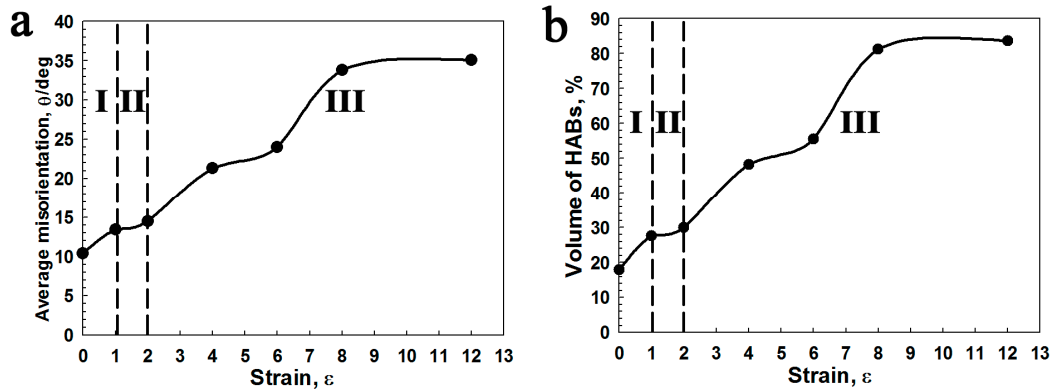 a
Average misorientation, θ/deg
40
35
30
25
20
15
10
5
0
I
II
III
0 1 2 3 4 5 6 7 8 9 10 11 12 13
Strain, ε
b
Volume of HABs, %
90
80
70
60
50
40
30
20
10
0
I
II
III
0 1 2 3 4 5 6 7 8 9 10 11 12 13
Strain, ε